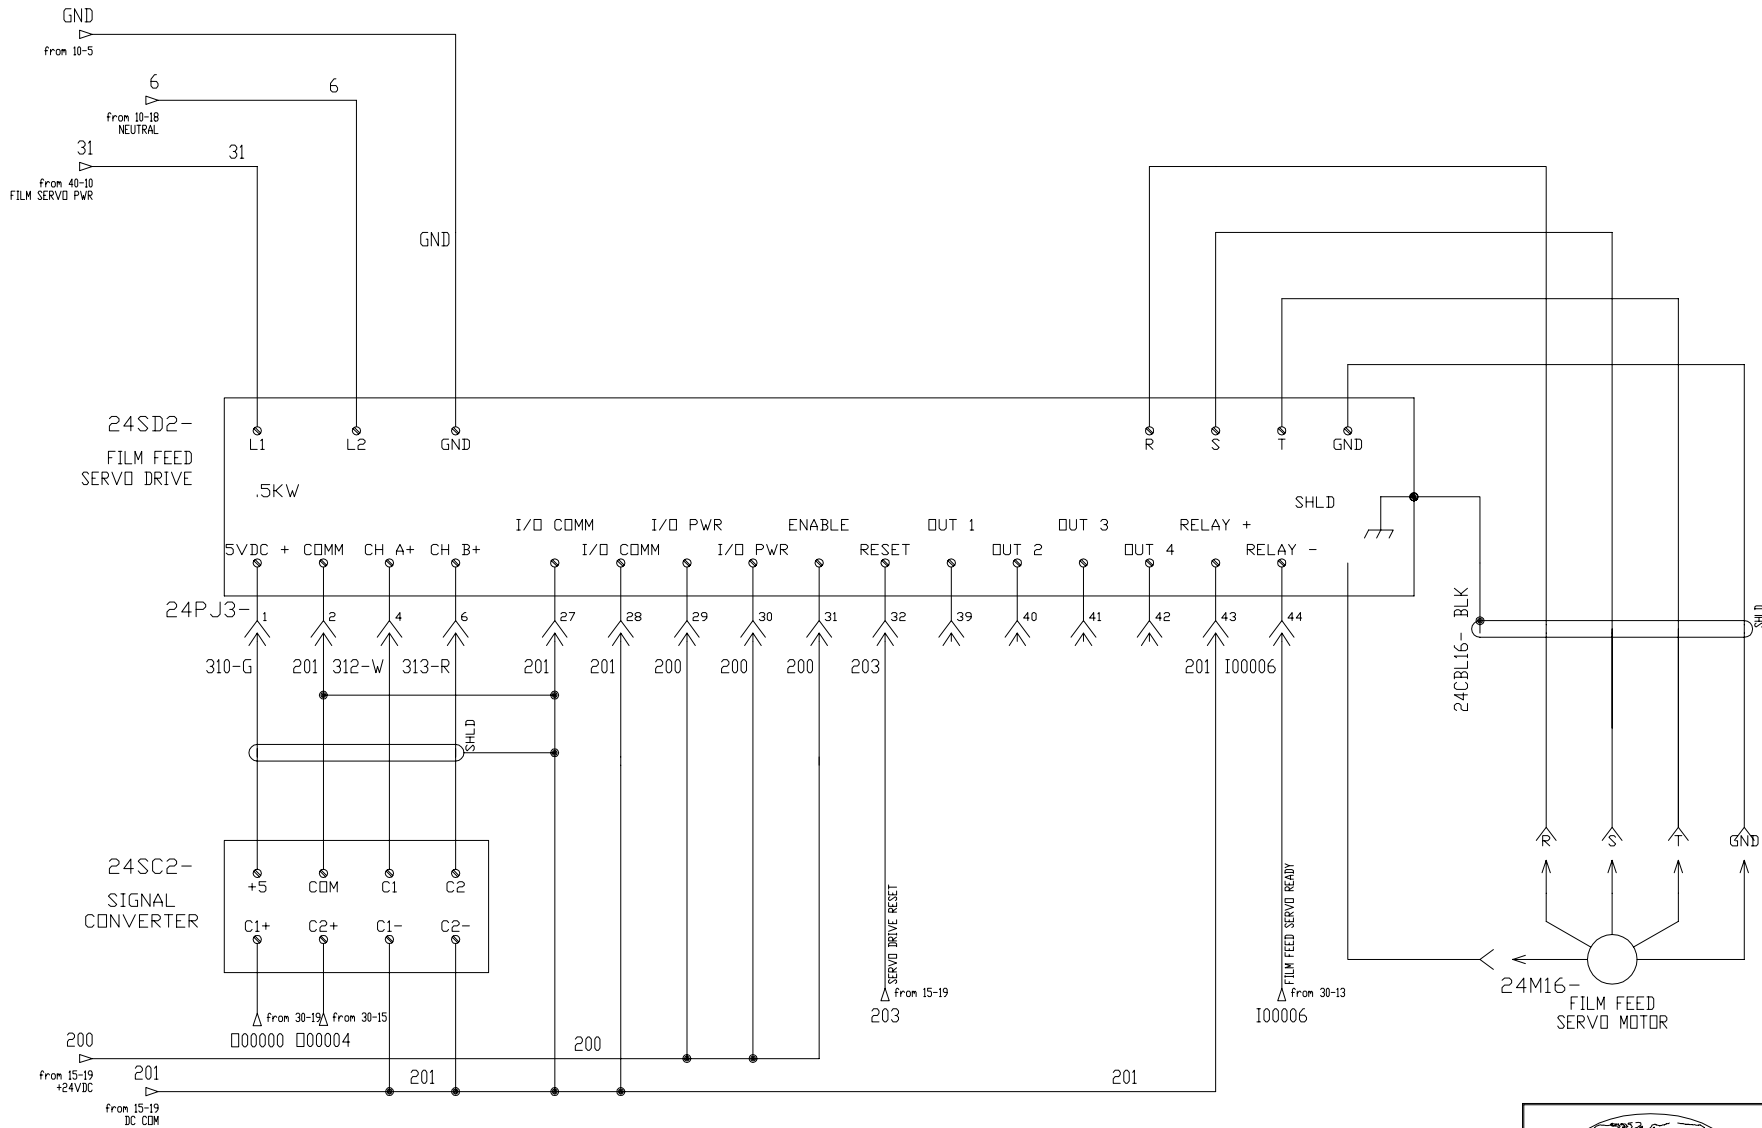 GND
from 10-5
6
6
from 10-18
NEUTRAL
31
31
from 40-10
FILM SERVO PWR
GND
24SD2-
FILM FEED
SERVO DRIVE
L1 L2 GND R S T GND
.5KW
SHLD
I/O COMM I/O PWR ENABLE OUT 1 OUT 3 RELAY +
5VDC + COMM CH A+ CH B+ I/O COMM I/O PWR RESET OUT 2 OUT 4 RELAY -
24PJ3-
1 2 4 6 27 28 29 30 31 32 39 40 41 42 43 44
310-G 201 312-W 313-R 201 201 200 200 200 203 201 I00006
24CBL16- BLK
SHLD
SHLD
24SC2-
SIGNAL
CONVERTER
+5 COM C1 C2
C1+ C2+ C1- C2-
R S T GND
SERVO DRIVE RESET
FILM FEED SERVO READY
from 15-19
203
from 30-13
I00006
24M16-
FILM FEED
SERVO MOTOR
from 30-19 from 30-15
O00000 O00004
200
200
from 15-19
+24VDC
201
201
201
from 15-19
DC COM